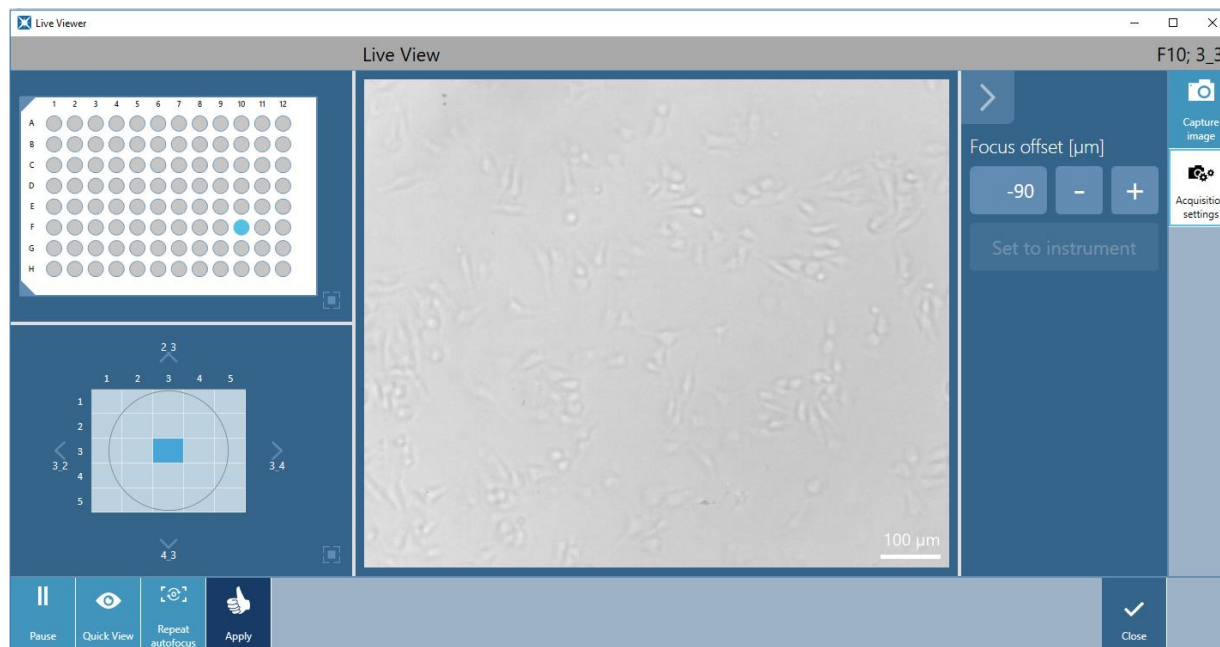 Live Viewer
Live View
F10; 3_3
1 2 3 4 5 6 7 8 9 10 11 12
A
B
C
D
E
F
G
H
2_3
1 2 3 4 5
1
2
3
4
5
3_2
3_4
4_3
100 µm
Focus offset [µm]
-90 - +
Set to instrument
Capture
image
Acquisition
settings
Pause
Quick View
Repeat
autofocus
Apply
Close